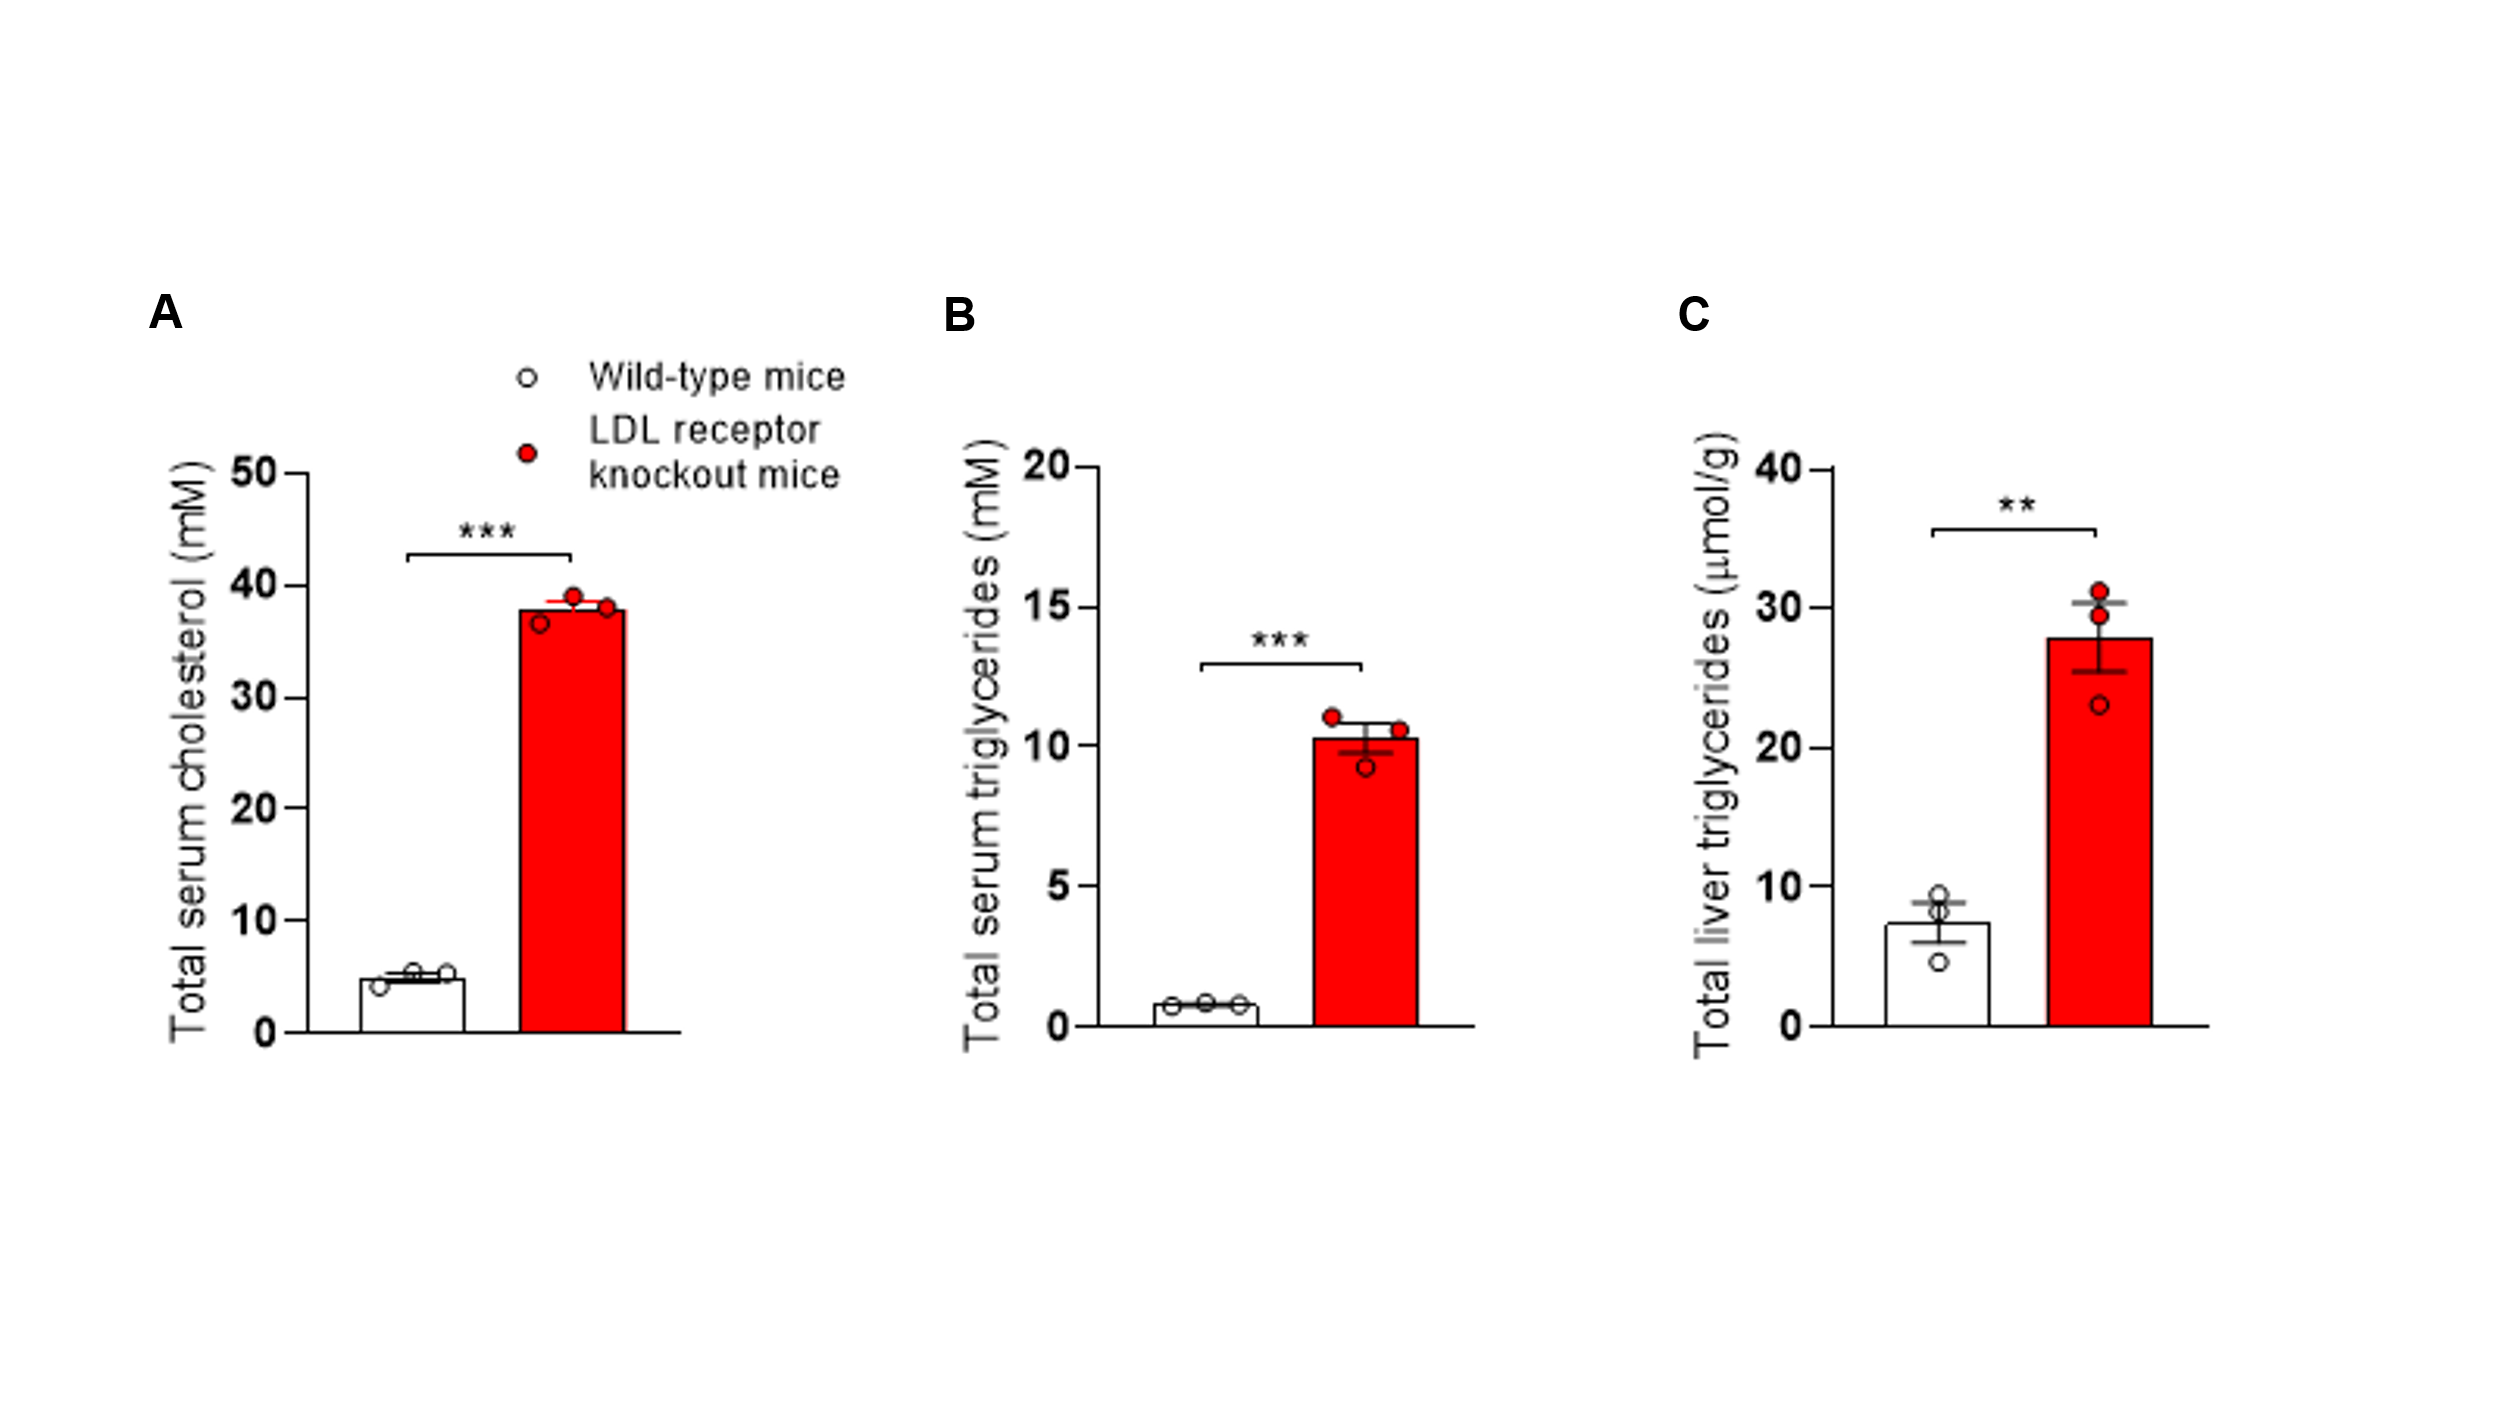 A
B
C
Wild-type mice
LDL receptor
knockout mice
Total serum cholesterol (mM)
50
40
30
20
10
0
***
Total serum triglycerides (mM)
20
15
10
5
0
***
Total liver triglycerides (μmol/g)
40
30
20
10
0
**